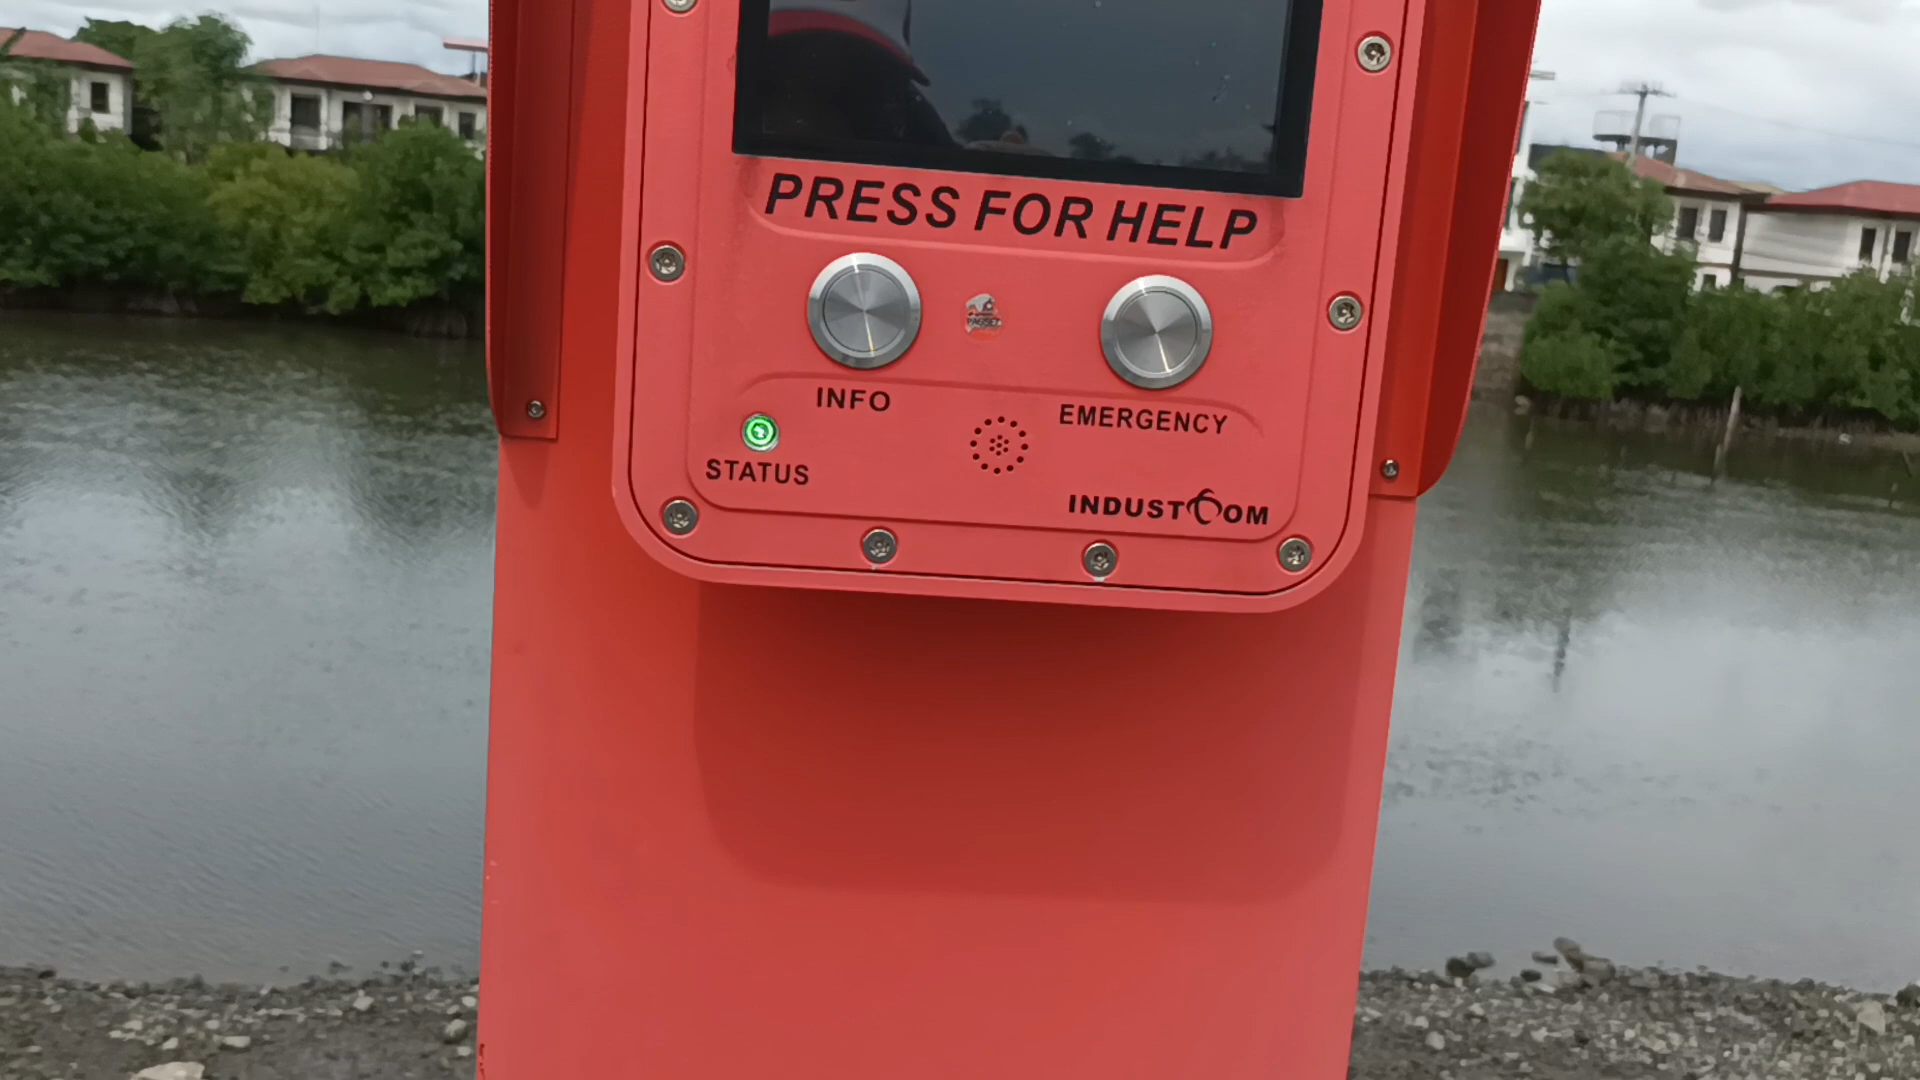 PRESS FOR HELP
INFO
EMERGENCY
STATUS
INDUSTCOM